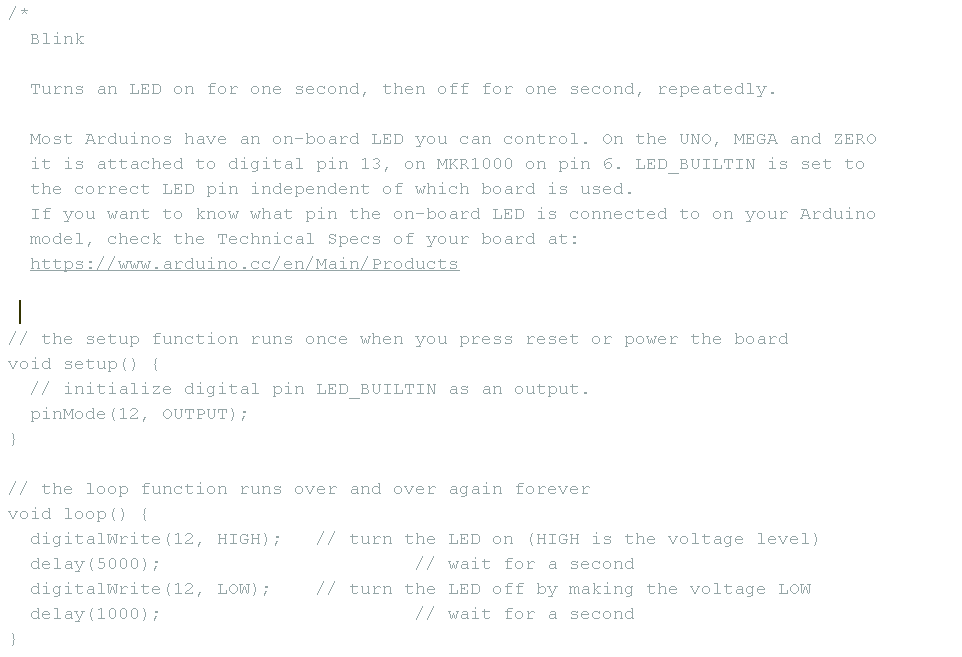 /*
  Blink

  Turns an LED on for one second, then off for one second, repeatedly.

  Most Arduinos have an on-board LED you can control. On the UNO, MEGA and ZERO
  it is attached to digital pin 13, on MKR1000 on pin 6. LED_BUILTIN is set to
  the correct LED pin independent of which board is used.
  If you want to know what pin the on-board LED is connected to on your Arduino
  model, check the Technical Specs of your board at:
  https://www.arduino.cc/en/Main/Products

// the setup function runs once when you press reset or power the board
void setup() {
  // initialize digital pin LED_BUILTIN as an output.
  pinMode(12, OUTPUT);
}

// the loop function runs over and over again forever
void loop() {
  digitalWrite(12, HIGH);   // turn the LED on (HIGH is the voltage level)
  delay(5000);                       // wait for a second
  digitalWrite(12, LOW);    // turn the LED off by making the voltage LOW
  delay(1000);                       // wait for a second
}